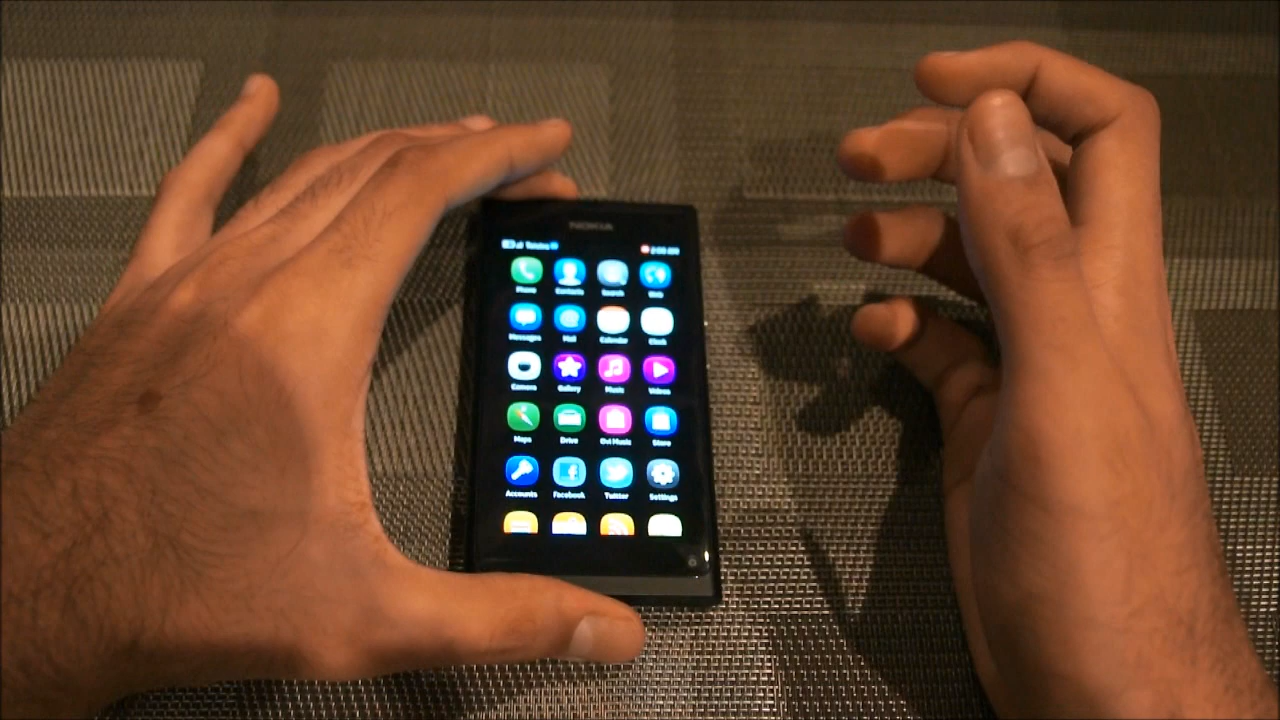 NOKIA
Telstra
Phone Contacts Search Web
Messages Mail Calendar Clock
Camera Gallery Music Videos
Maps Drive Ovi Music Store
Accounts Facebook Twitter Settings